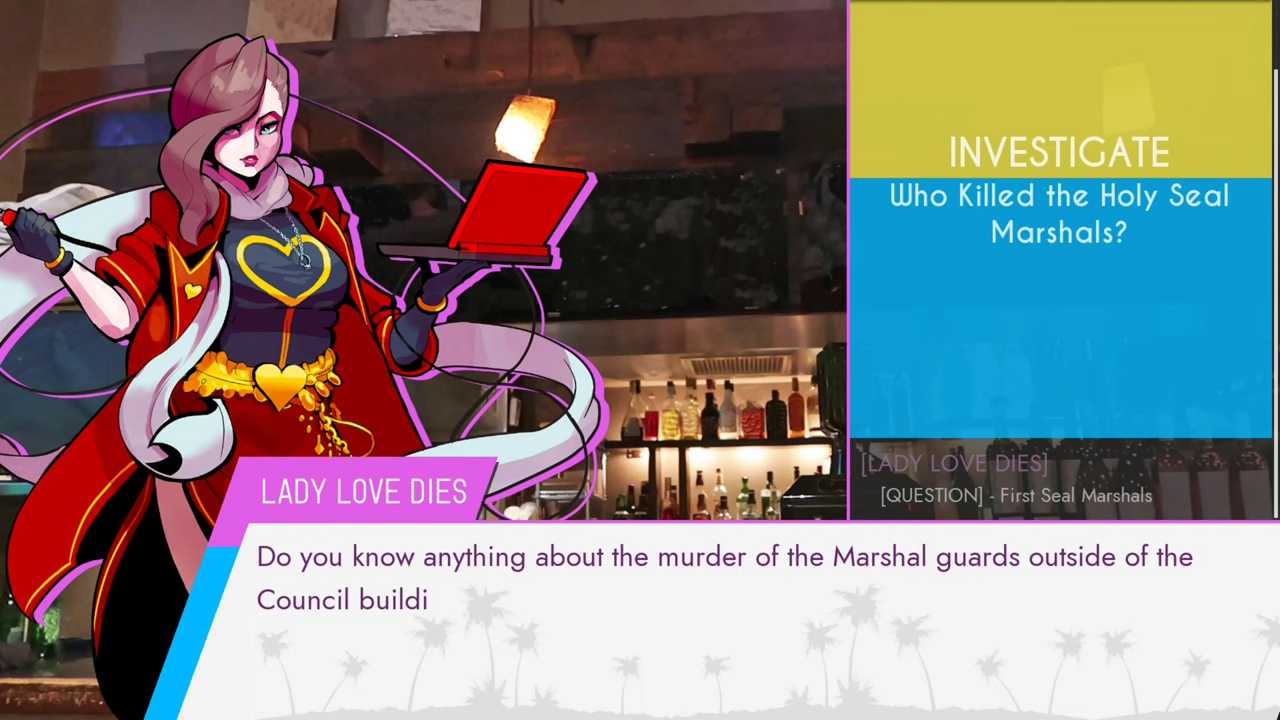 INVESTIGATE
Who Killed the Holy Seal
Marshals?
[LADY LOVE DIES]
[QUESTION] - First Seal Marshals
LADY LOVE DIES
Do you know anything about the murder of the Marshal guards outside of the
Council buildi